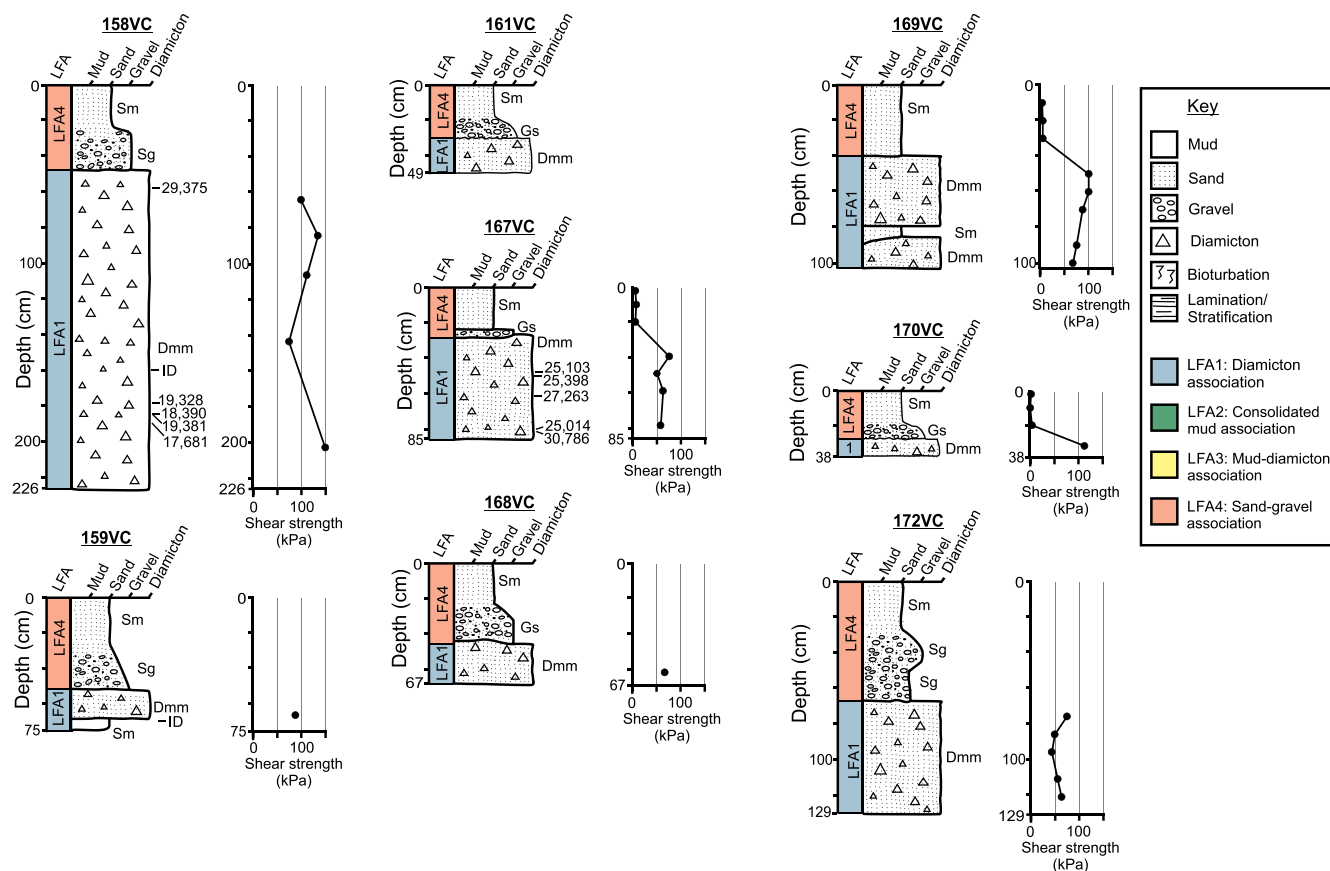 158VC
LFA
Mud
Sand
Gravel
Diamicton
Depth (cm)
0
100
200
226
LFA4
LFA1
Sm
Sg
Dmm
29,375
ID
19,328
18,390
19,381
17,681
0
100
200
226
0
100
Shear strength
(kPa)
159VC
LFA
Mud
Sand
Gravel
Diamicton
Depth (cm)
0
75
LFA4
LFA1
Sm
Sg
Dmm
ID
Sm
0
75
0
100
Shear strength
(kPa)
161VC
LFA
Mud
Sand
Gravel
Diamicton
Depth (cm)
0
49
LFA4
LFA1
Sm
Gs
Dmm
167VC
LFA
Mud
Sand
Gravel
Diamicton
Depth (cm)
0
85
LFA4
LFA1
Sm
Gs
Dmm
25,103
25,398
27,263
25,014
30,786
0
85
0
100
Shear strength
(kPa)
168VC
LFA
Mud
Sand
Gravel
Diamicton
Depth (cm)
0
67
LFA4
LFA1
Sm
Gs
Dmm
0
67
0
100
Shear strength
(kPa)
169VC
LFA
Mud
Sand
Gravel
Diamicton
Depth (cm)
0
100
LFA4
LFA1
Sm
Dmm
Sm
Dmm
0
100
0
100
Shear strength
(kPa)
170VC
LFA
Mud
Sand
Gravel
Diamicton
Depth (cm)
0
38
LFA4
1
Sm
Gs
Dmm
0
38
0
100
Shear strength
(kPa)
172VC
LFA
Mud
Sand
Gravel
Diamicton
Depth (cm)
0
100
129
LFA4
LFA1
Sm
Sg
Sg
Dmm
0
100
129
0
100
Shear strength
(kPa)
Key
Mud
Sand
Gravel
Diamicton
Bioturbation
Lamination/
Stratification
LFA1: Diamicton
association
LFA2: Consolidated
mud association
LFA3: Mud-diamicton
association
LFA4: Sand-gravel
association